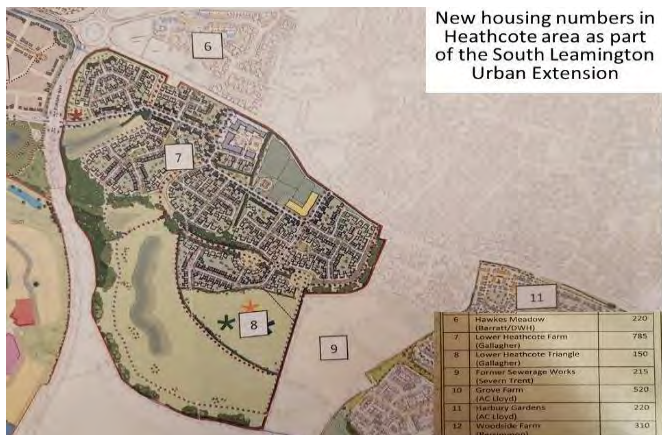 New housing numbers in
Heathcote area as part
of the South Leamington
Urban Extension
6
7
8
9
11
6 Hawkes Meadow 220
(Barratt/DWH)
7 Lower Heathcote Farm 785
(Gallagher)
8 Lower Heathcote Triangle 150
(Gallagher)
9 Former Sewerage Works 215
(Severn Trent)
10 Grove Farm 520
(AC Lloyd)
11 Harbury Gardens 220
(AC Lloyd)
12 Woodside Farm 310